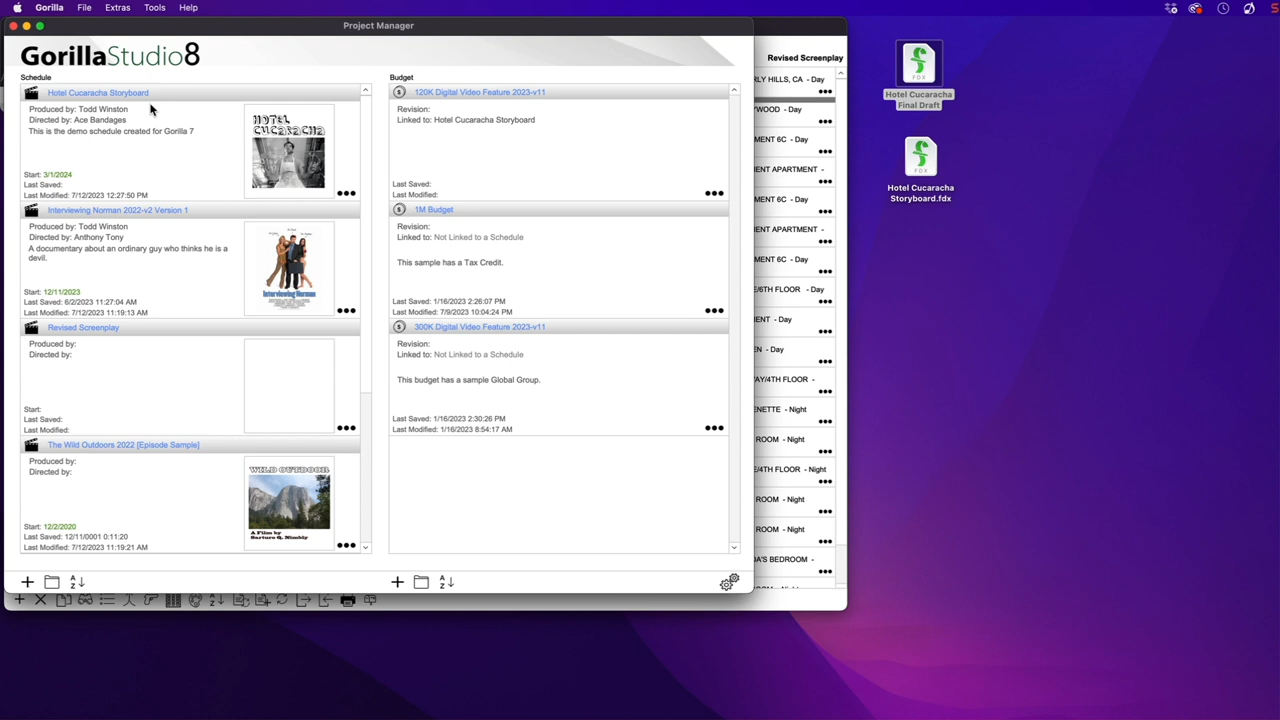 Gorilla File Extras Tools Help
Project Manager
GorillaStudio8
Schedule
Hotel Cucaracha Storyboard
Produced by: Todd Winston
Directed by: Ace Bandages
This is the demo schedule created for Gorilla 7
HOTEL
CUCARACHA
Start: 3/1/2024
Last Saved:
Last Modified: 7/12/2023 12:27:50 PM
Interviewing Norman 2022-v2 Version 1
Produced by: Todd Winston
Directed by: Anthony Tony
A documentary about an ordinary guy who thinks he is a
devil.
Interviewing Norman
Start: 12/11/2023
Last Saved: 6/2/2023 11:27:04 AM
Last Modified: 7/12/2023 11:19:13 AM
Revised Screenplay
Produced by:
Directed by:
Start:
Last Saved:
Last Modified:
The Wild Outdoors 2022 [Episode Sample]
Produced by:
Directed by:
WILD OUTDOOR
A Film by
Sarturo Q. Nimbly
Start: 12/2/2020
Last Saved: 12/11/0001 0:11:20
Last Modified: 7/12/2023 11:19:21 AM
Budget
120K Digital Video Feature 2023-v11
Revision:
Linked to: Hotel Cucaracha Storyboard
Last Saved:
Last Modified:
1M Budget
Revision:
Linked to: Not Linked to a Schedule
This sample has a Tax Credit.
Last Saved: 1/16/2023 2:26:07 PM
Last Modified: 7/9/2023 10:04:24 PM
300K Digital Video Feature 2023-v11
Revision:
Linked to: Not Linked to a Schedule
This budget has a sample Global Group.
Last Saved: 1/16/2023 2:30:26 PM
Last Modified: 1/16/2023 8:54:17 AM
A
Z
A
Z
Revised Screenplay
RLY HILLS, CA - Day
YWOOD - Day
MENT 6C - Day
MENT APARTMENT -
MENT 6C - Day
MENT APARTMENT -
MENT 6C - Day
E/6TH FLOOR - Day
MENT - Day
EN - Day
AY/4TH FLOOR -
ENETTE - Night
ROOM - Night
E/4TH FLOOR - Night
ROOM - Night
ROOM - Night
DA'S BEDROOM - Day
FDX
Hotel Cucaracha
Final Draft
FDX
Hotel Cucaracha
Storyboard.fdx